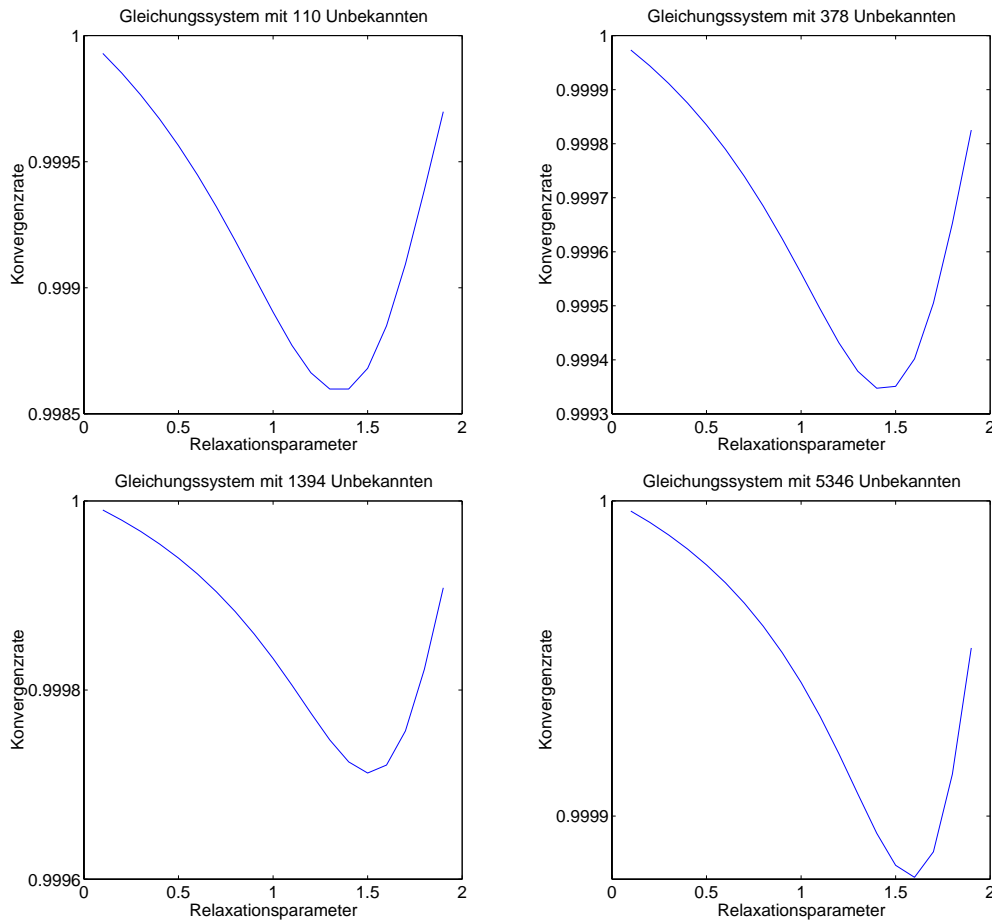 Gleichungssystem mit 110 Unbekannten
1
0.9995
0.999
0.9985
Konvergenzrate
0 0.5 1 1.5 2
Relaxationsparameter
Gleichungssystem mit 378 Unbekannten
1
0.9999
0.9998
0.9997
0.9996
0.9995
0.9994
0.9993
Konvergenzrate
0 0.5 1 1.5 2
Relaxationsparameter
Gleichungssystem mit 1394 Unbekannten
1
0.9998
0.9996
Konvergenzrate
0 0.5 1 1.5 2
Relaxationsparameter
Gleichungssystem mit 5346 Unbekannten
1
0.9999
Konvergenzrate
0 0.5 1 1.5 2
Relaxationsparameter